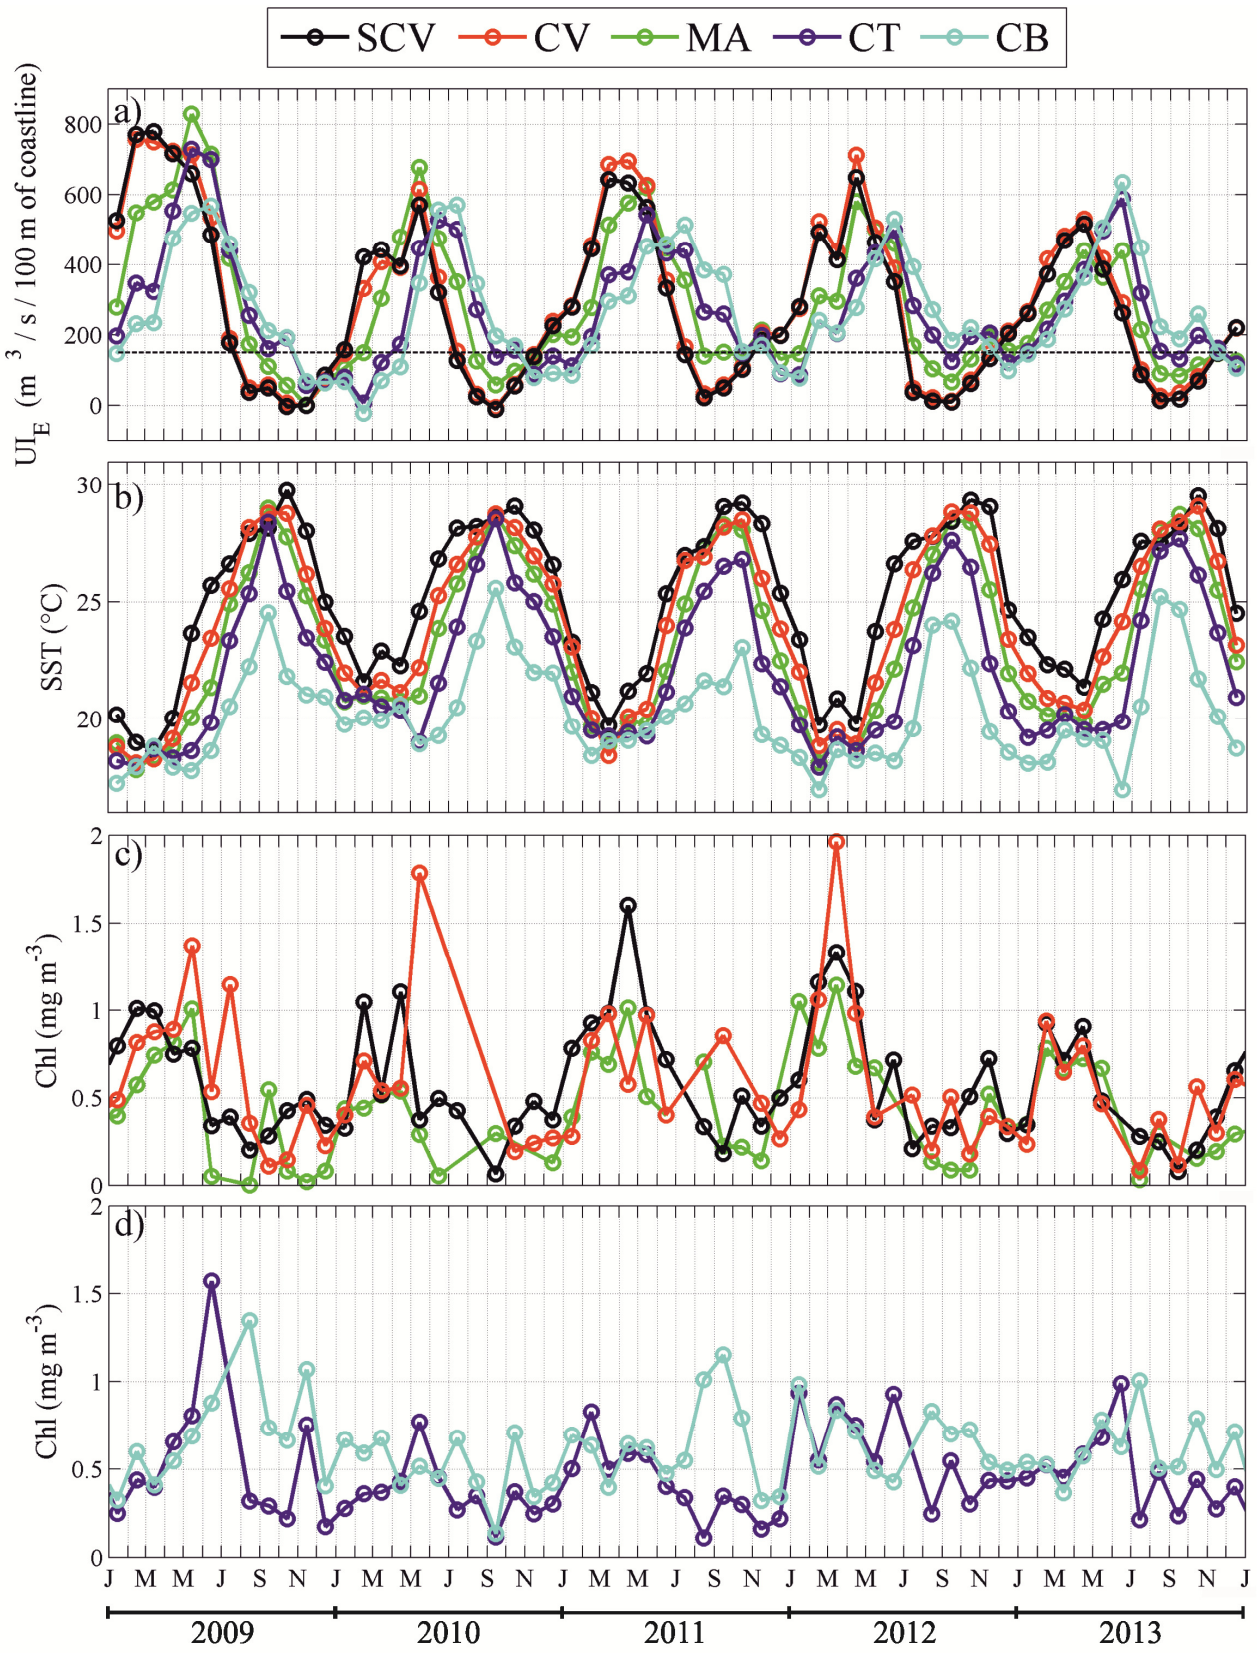 SCV CV MA CT CB
a)
UI_E (m ^3 / s / 100 m of coastline)
800
600
400
200
0
b)
SST (°C)
30
25
20
c)
Chl (mg m^-3)
2
1.5
1
0.5
0
d)
Chl (mg m^-3)
2
1.5
1
0.5
0
J M M J S N J M M J S N J M M J S N J M M J S N J M M J S N J
2009 2010 2011 2012 2013